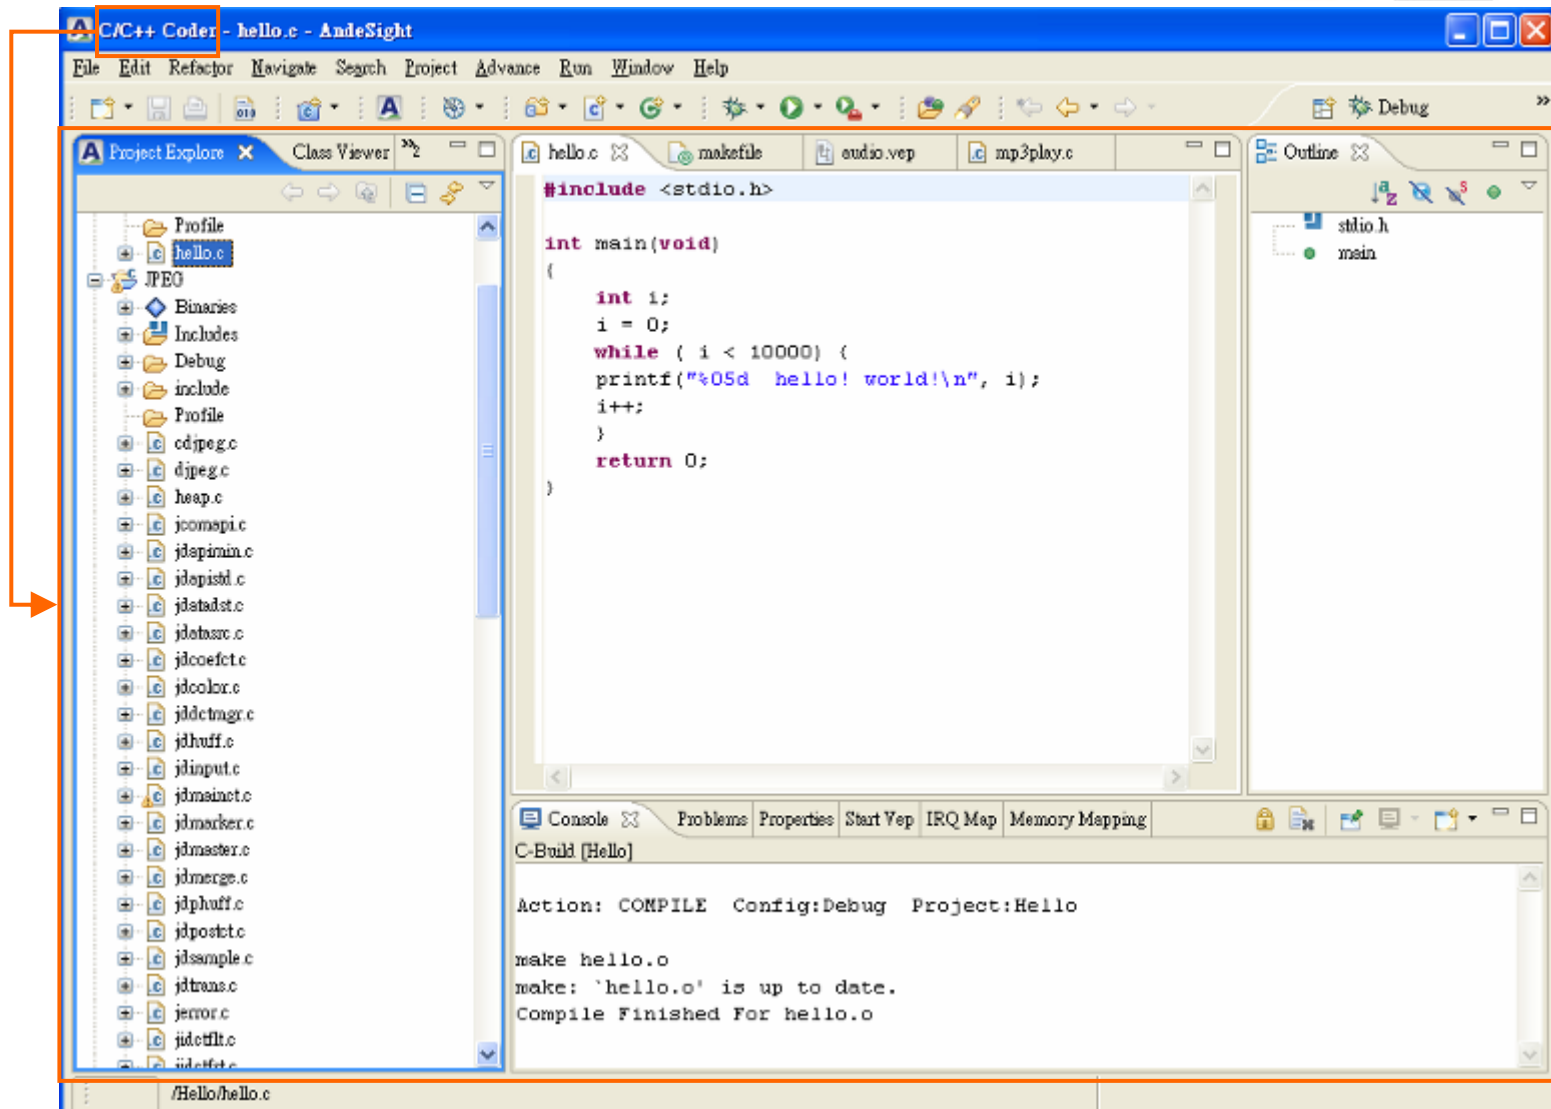 C/C++ Coder - hello.c - AndeSight
File Edit Refactor Navigate Search Project Advance Run Window Help
Debug
Project Explore
Class Viewer
2
hello.c
makefile
audio.vep
mp3play.c
Outline
Profile
hello.c
JPEG
Binaries
Includes
Debug
include
Profile
cdjpeg.c
djpeg.c
heap.c
jcomapi.c
jdapimin.c
jdapistd.c
jdatadst.c
jdatasrc.c
jdcoefct.c
jdcolor.c
jddctmgr.c
jdhuff.c
jdinput.c
jdmainct.c
jdmarker.c
jdmaster.c
jdmerge.c
jdphuff.c
jdpostct.c
jdsample.c
jdtrans.c
jerror.c
jidctflt.c
jidctfst.c
#include <stdio.h>
int main(void)
{
int i;
i = 0;
while ( i < 10000) {
printf("%05d  hello! world!\n", i);
i++;
}
return 0;
}
stdio.h
main
Console
Problems
Properties
Start Vep
IRQ Map
Memory Mapping
C-Build [Hello]
Action: COMPILE  Config:Debug  Project:Hello
make hello.o
make: `hello.o' is up to date.
Compile Finished For hello.o
/Hello/hello.c